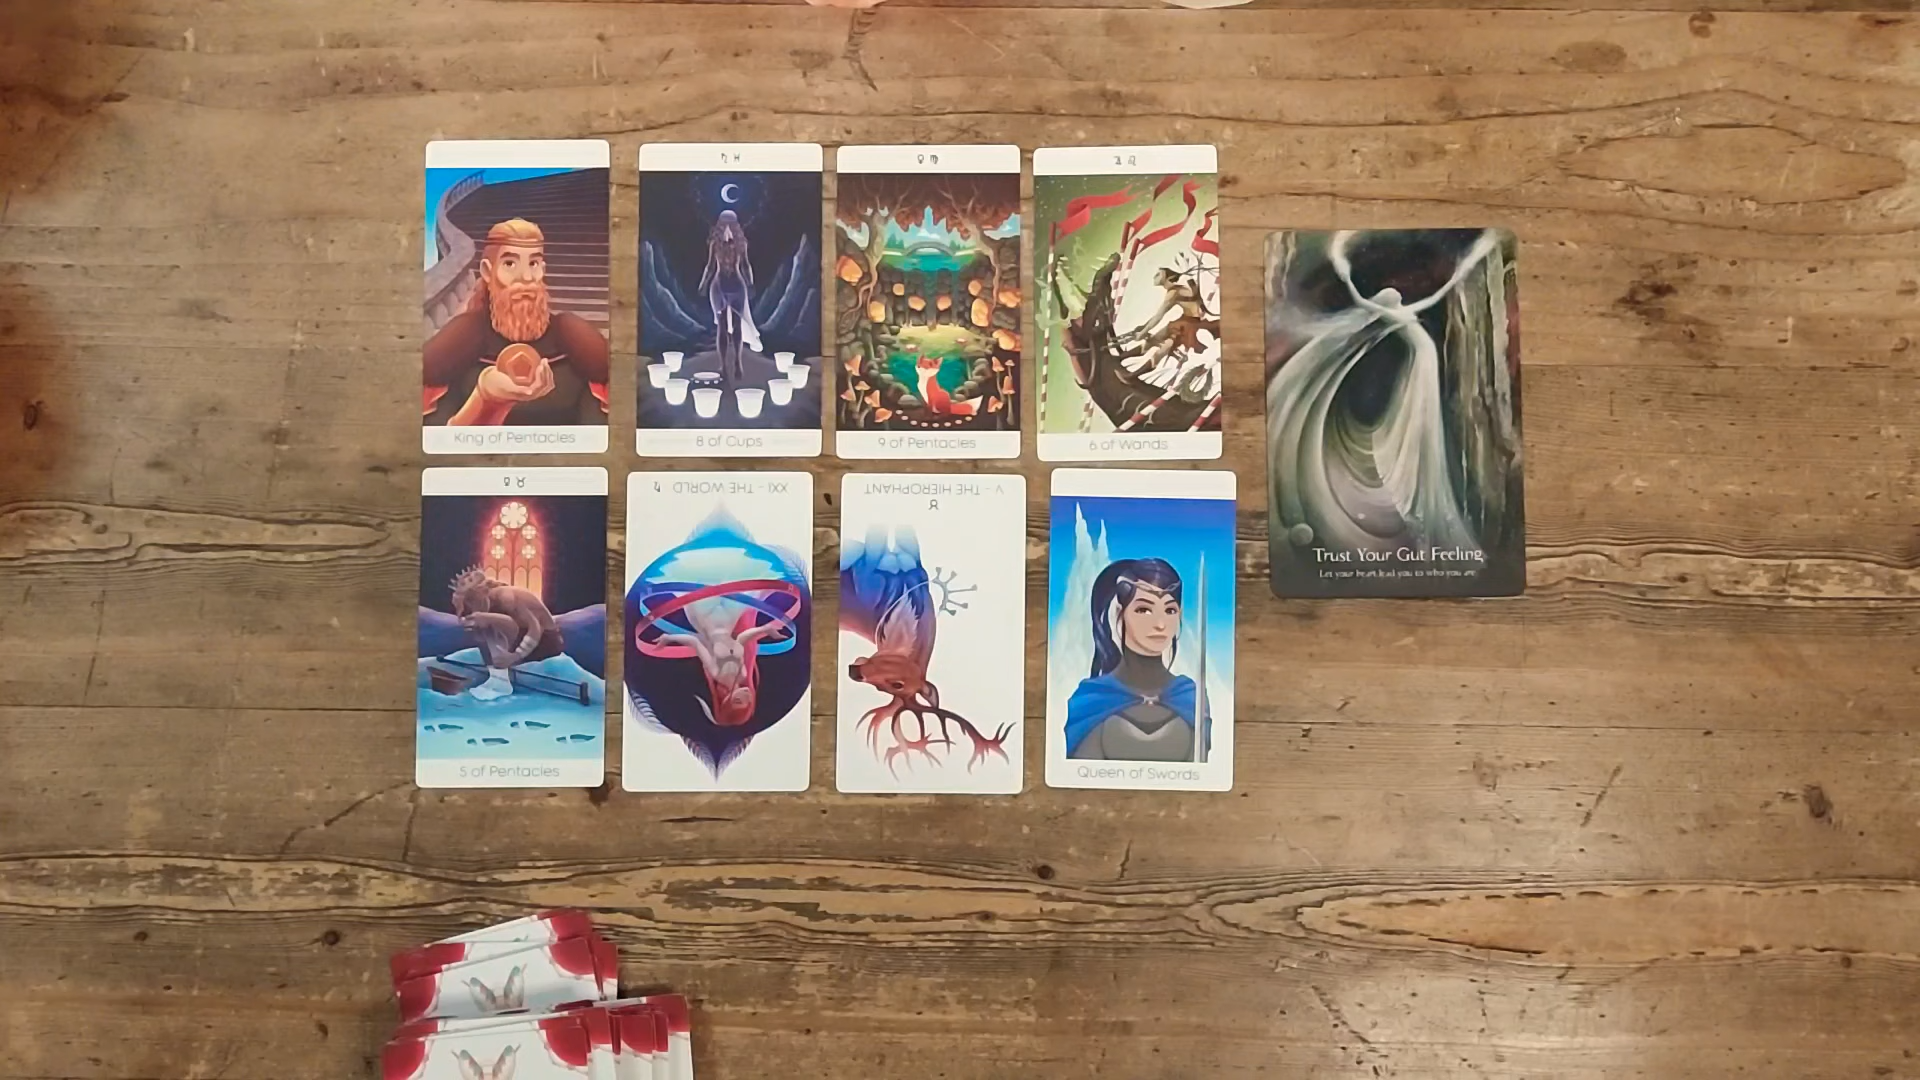 King of Pentacles
8 of Cups
9 of Pentacles
6 of Wands
5 of Pentacles
XXI - THE WORLD
V - THE HIEROPHANT
Queen of Swords
Trust Your Gut Feeling
Let your heart lead you to who you are